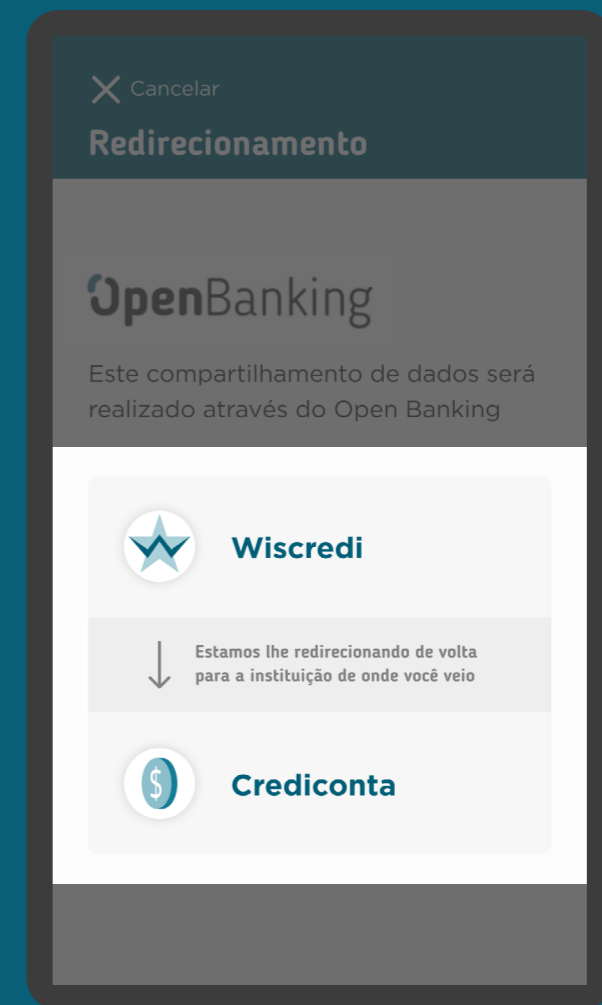 Cancelar
Redirecionamento
OpenBanking
Este compartilhamento de dados será
realizado através do Open Banking
Wiscredi
Estamos lhe redirecionando de volta
para a instituição de onde você veio
$
Crediconta